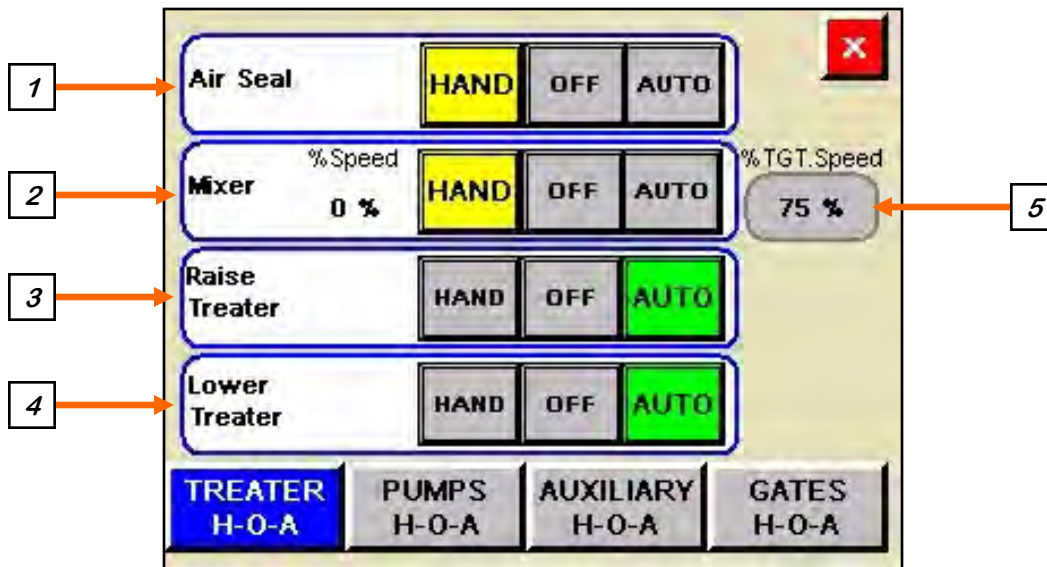 X
1
Air Seal
HAND OFF AUTO
2
Mixer
%Speed
0 %
HAND OFF AUTO
%TGT.Speed
75 %
5
3
Raise
Treater
HAND OFF AUTO
4
Lower
Treater
HAND OFF AUTO
TREATER
H-O-A
PUMPS
H-O-A
AUXILIARY
H-O-A
GATES
H-O-A